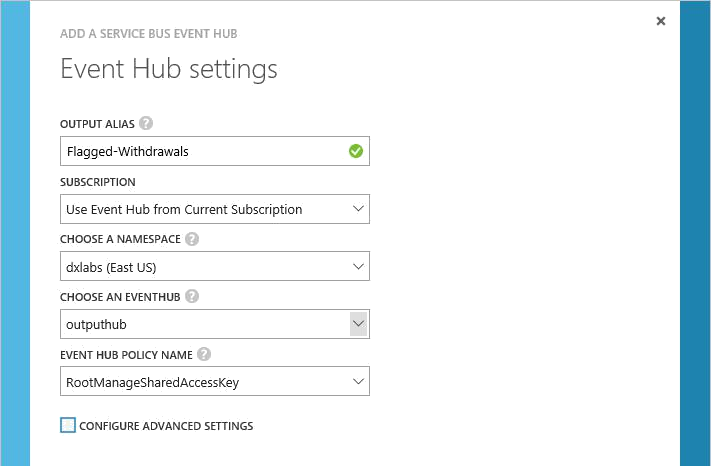 ADD A SERVICE BUS EVENT HUB
Event Hub settings
OUTPUT ALIAS ?
Flagged-Withdrawals
SUBSCRIPTION
Use Event Hub from Current Subscription
CHOOSE A NAMESPACE ?
dxlabs (East US)
CHOOSE AN EVENTHUB ?
outputhub
EVENT HUB POLICY NAME ?
RootManageSharedAccessKey
CONFIGURE ADVANCED SETTINGS